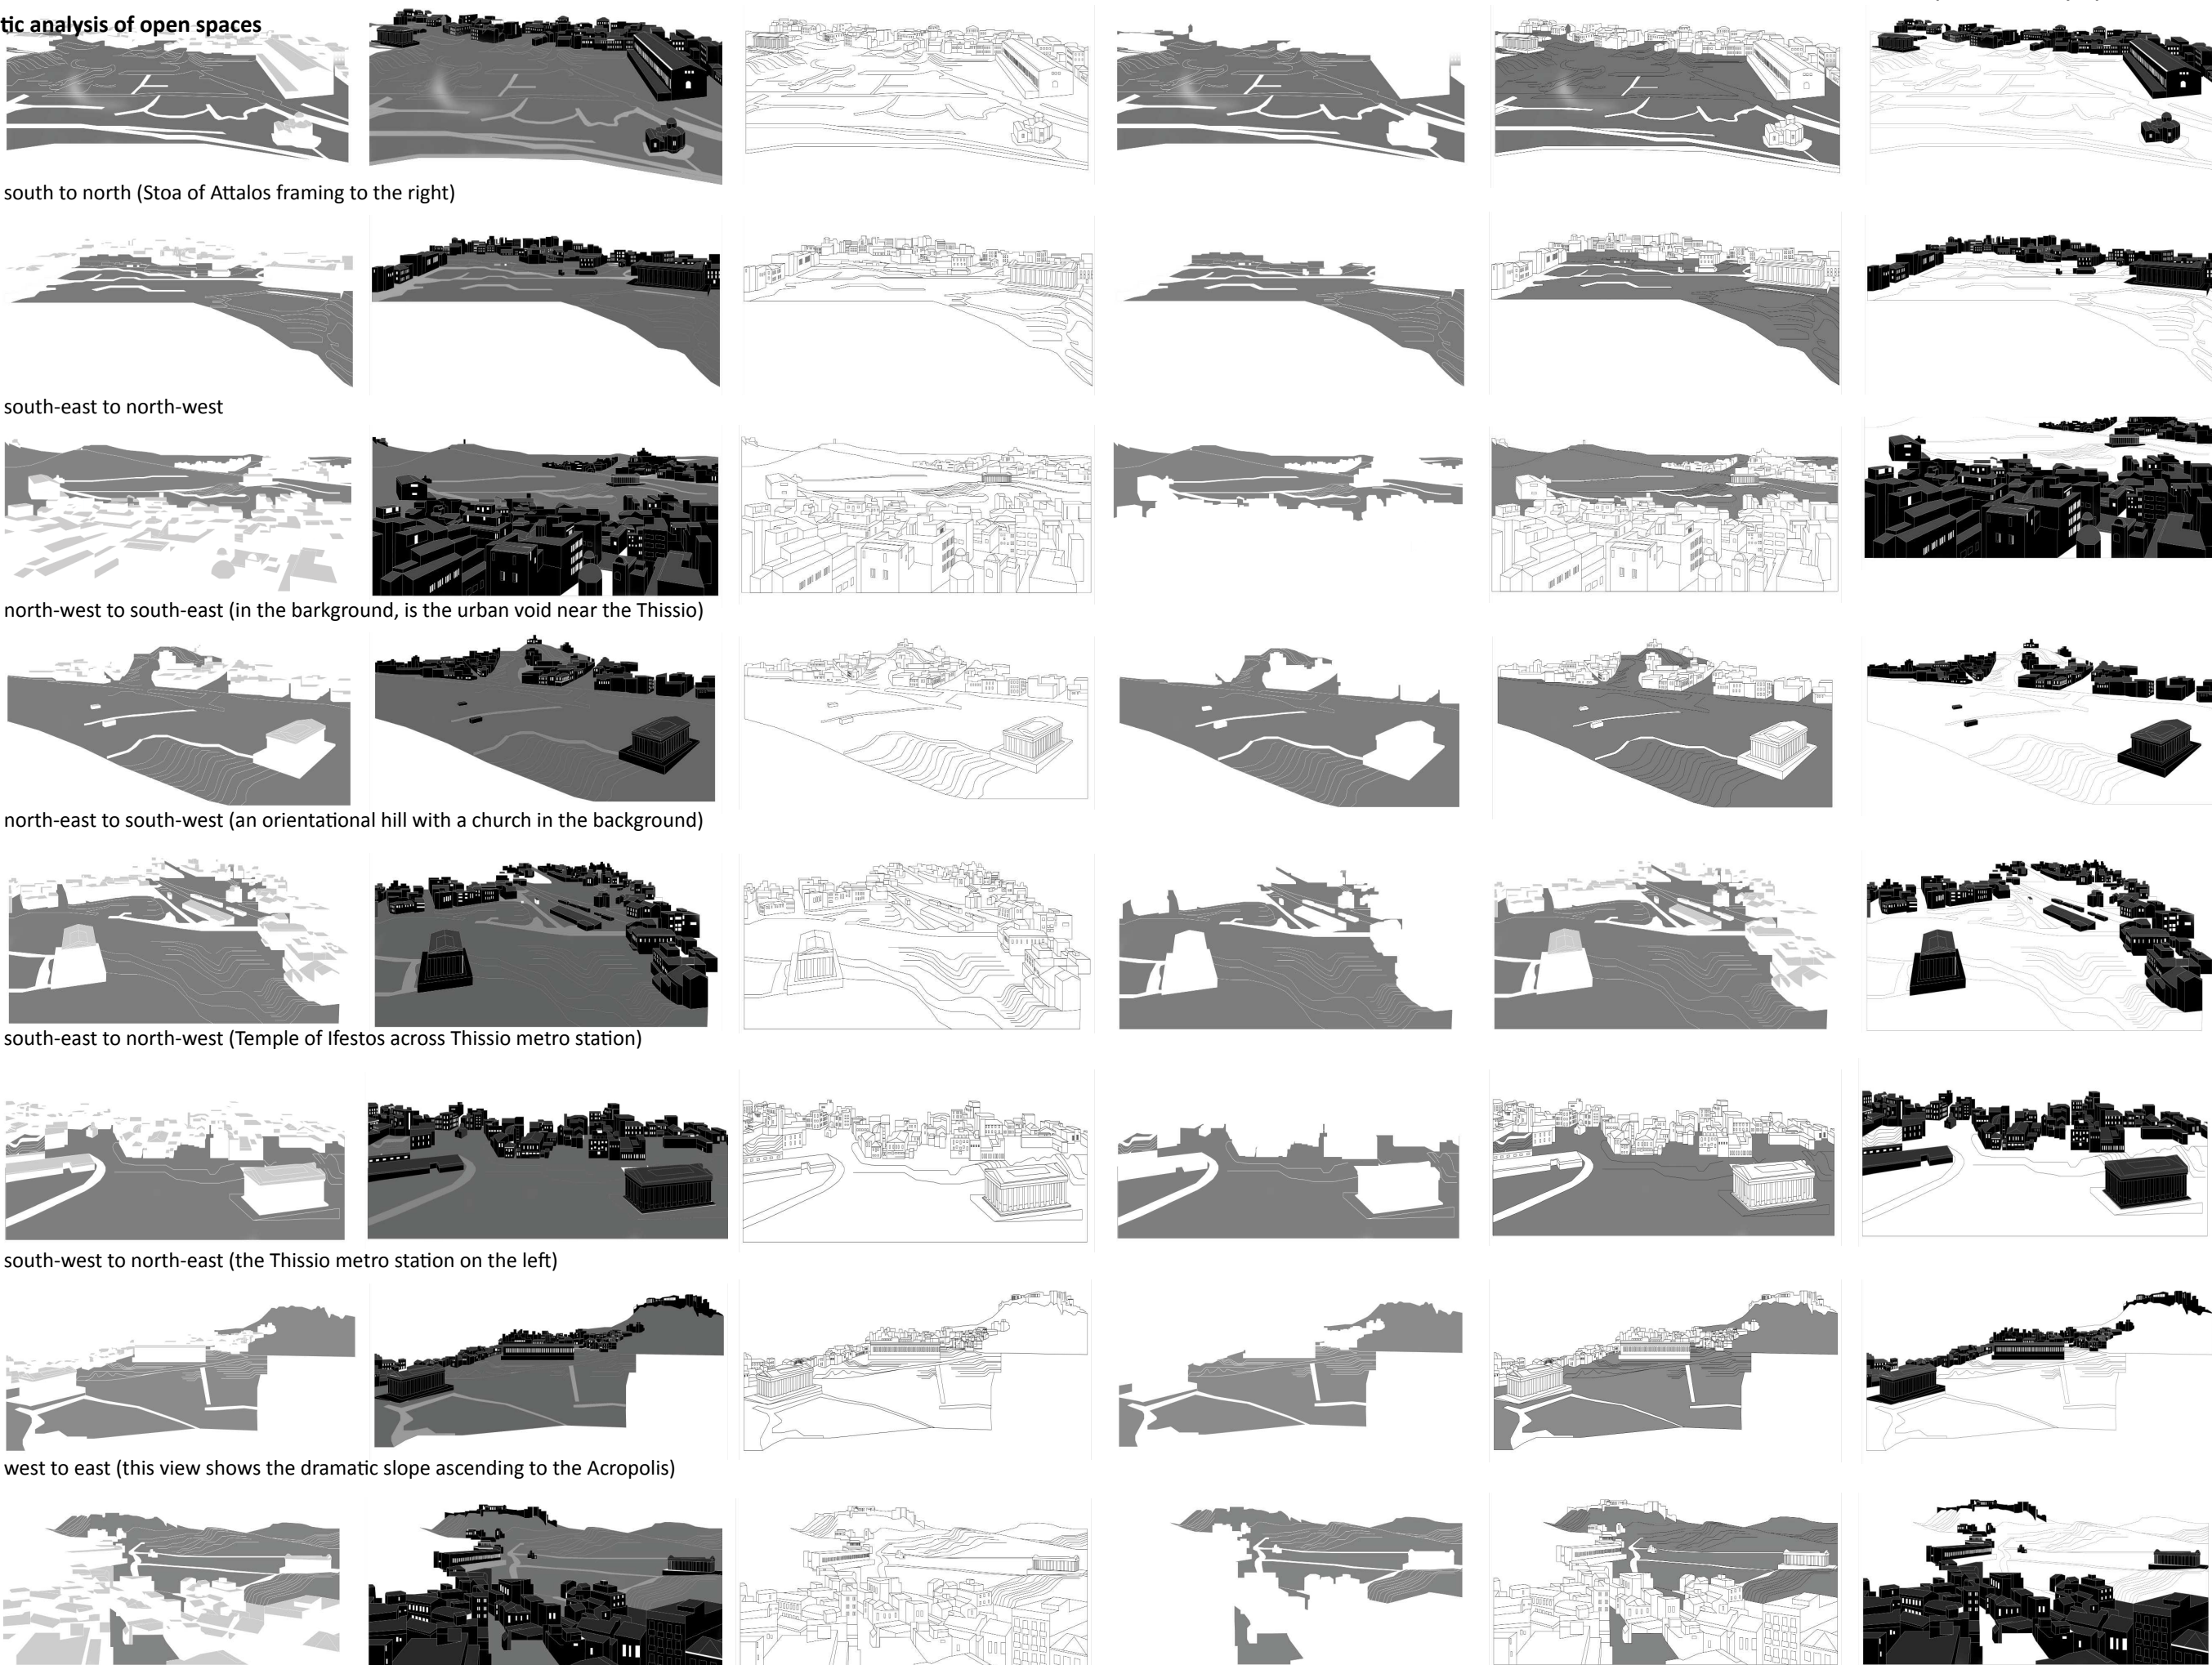 tic analysis of open spaces
south to north (Stoa of Attalos framing to the right)
south-east to north-west
north-west to south-east (in the barkground, is the urban void near the Thissio)
north-east to south-west (an orientational hill with a church in the background)
south-east to north-west (Temple of Ifestos across Thissio metro station)
south-west to north-east (the Thissio metro station on the left)
west to east (this view shows the dramatic slope ascending to the Acropolis)